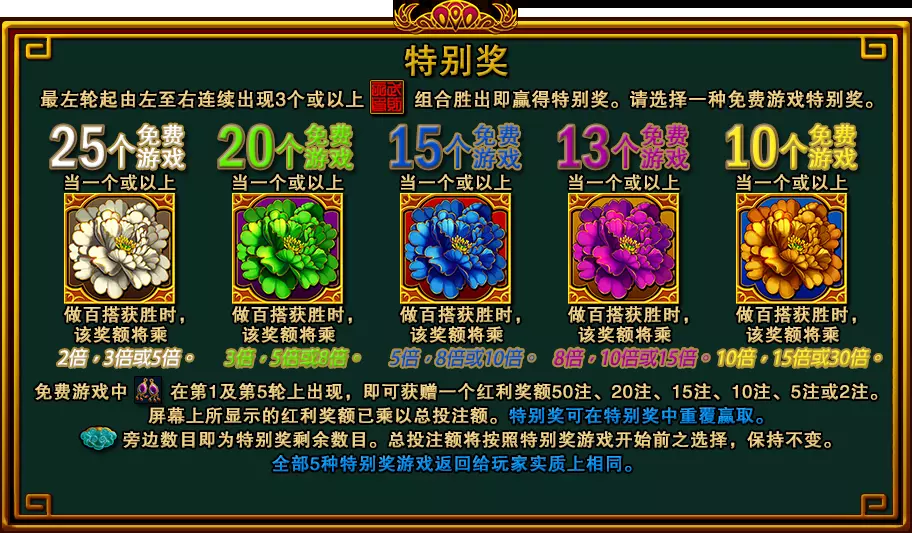 特别奖
最左轮起由左至右连续出现3个或以上 组合胜出即赢得特别奖。请选择一种免费游戏特别奖。
25个免费游戏
当一个或以上
做百搭获胜时，
该奖额将乘
2倍，3倍或5倍。
20个免费游戏
当一个或以上
做百搭获胜时，
该奖额将乘
3倍，5倍或8倍。
15个免费游戏
当一个或以上
做百搭获胜时，
该奖额将乘
5倍，8倍或10倍。
13个免费游戏
当一个或以上
做百搭获胜时，
该奖额将乘
8倍，10倍或15倍。
10个免费游戏
当一个或以上
做百搭获胜时，
该奖额将乘
10倍，15倍或30倍。
免费游戏中 在第1及第5轮上出现，即可获赠一个红利奖额50注、20注、15注、10注、5注或2注。
屏幕上所显示的红利奖额已乘以总投注额。特别奖可在特别奖中重覆赢取。
旁边数目即为特别奖剩余数目。总投注额将按照特别奖游戏开始前之选择，保持不变。
全部5种特别奖游戏返回给玩家实质上相同。